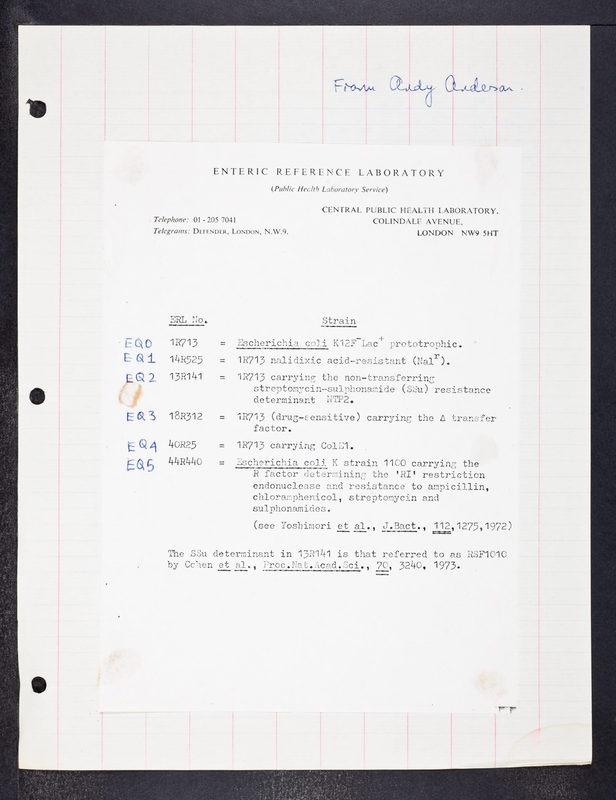 From Andy Anderson.
ENTERIC REFERENCE LABORATORY
(Public Health Laboratory Service)
CENTRAL PUBLIC HEALTH LABORATORY,
COLINDALE AVENUE,
LONDON NW9 5HT
Telephone: 01 - 205 7041
Telegrams: DEFENDER, LONDON, N.W.9.
ERL No. Strain
EQ0 1R713 = Escherichia coli K12F⁻Lac⁺ prototrophic.
EQ1 14R525 = 1R713 nalidixic acid-resistant (Nalʳ).
EQ2 13R141 = 1R713 carrying the non-transferring
streptomycin-sulphonamide (SSu) resistance
determinant NTP2.
EQ3 18R312 = 1R713 (drug-sensitive) carrying the Δ transfer
factor.
EQ4 40R25 = 1R713 carrying ColE1.
EQ5 44R440 = Escherichia coli K strain 1100 carrying the
R factor determining the 'RI' restriction
endonuclease and resistance to ampicillin,
chloramphenicol, streptomycin and
sulphonamides.
(see Yoshimori et al., J.Bact., 112,1275,1972)
The SSu determinant in 13R141 is that referred to as RSF1010
by Cohen et al., Proc.Nat.Acad.Sci., 70, 3240, 1973.